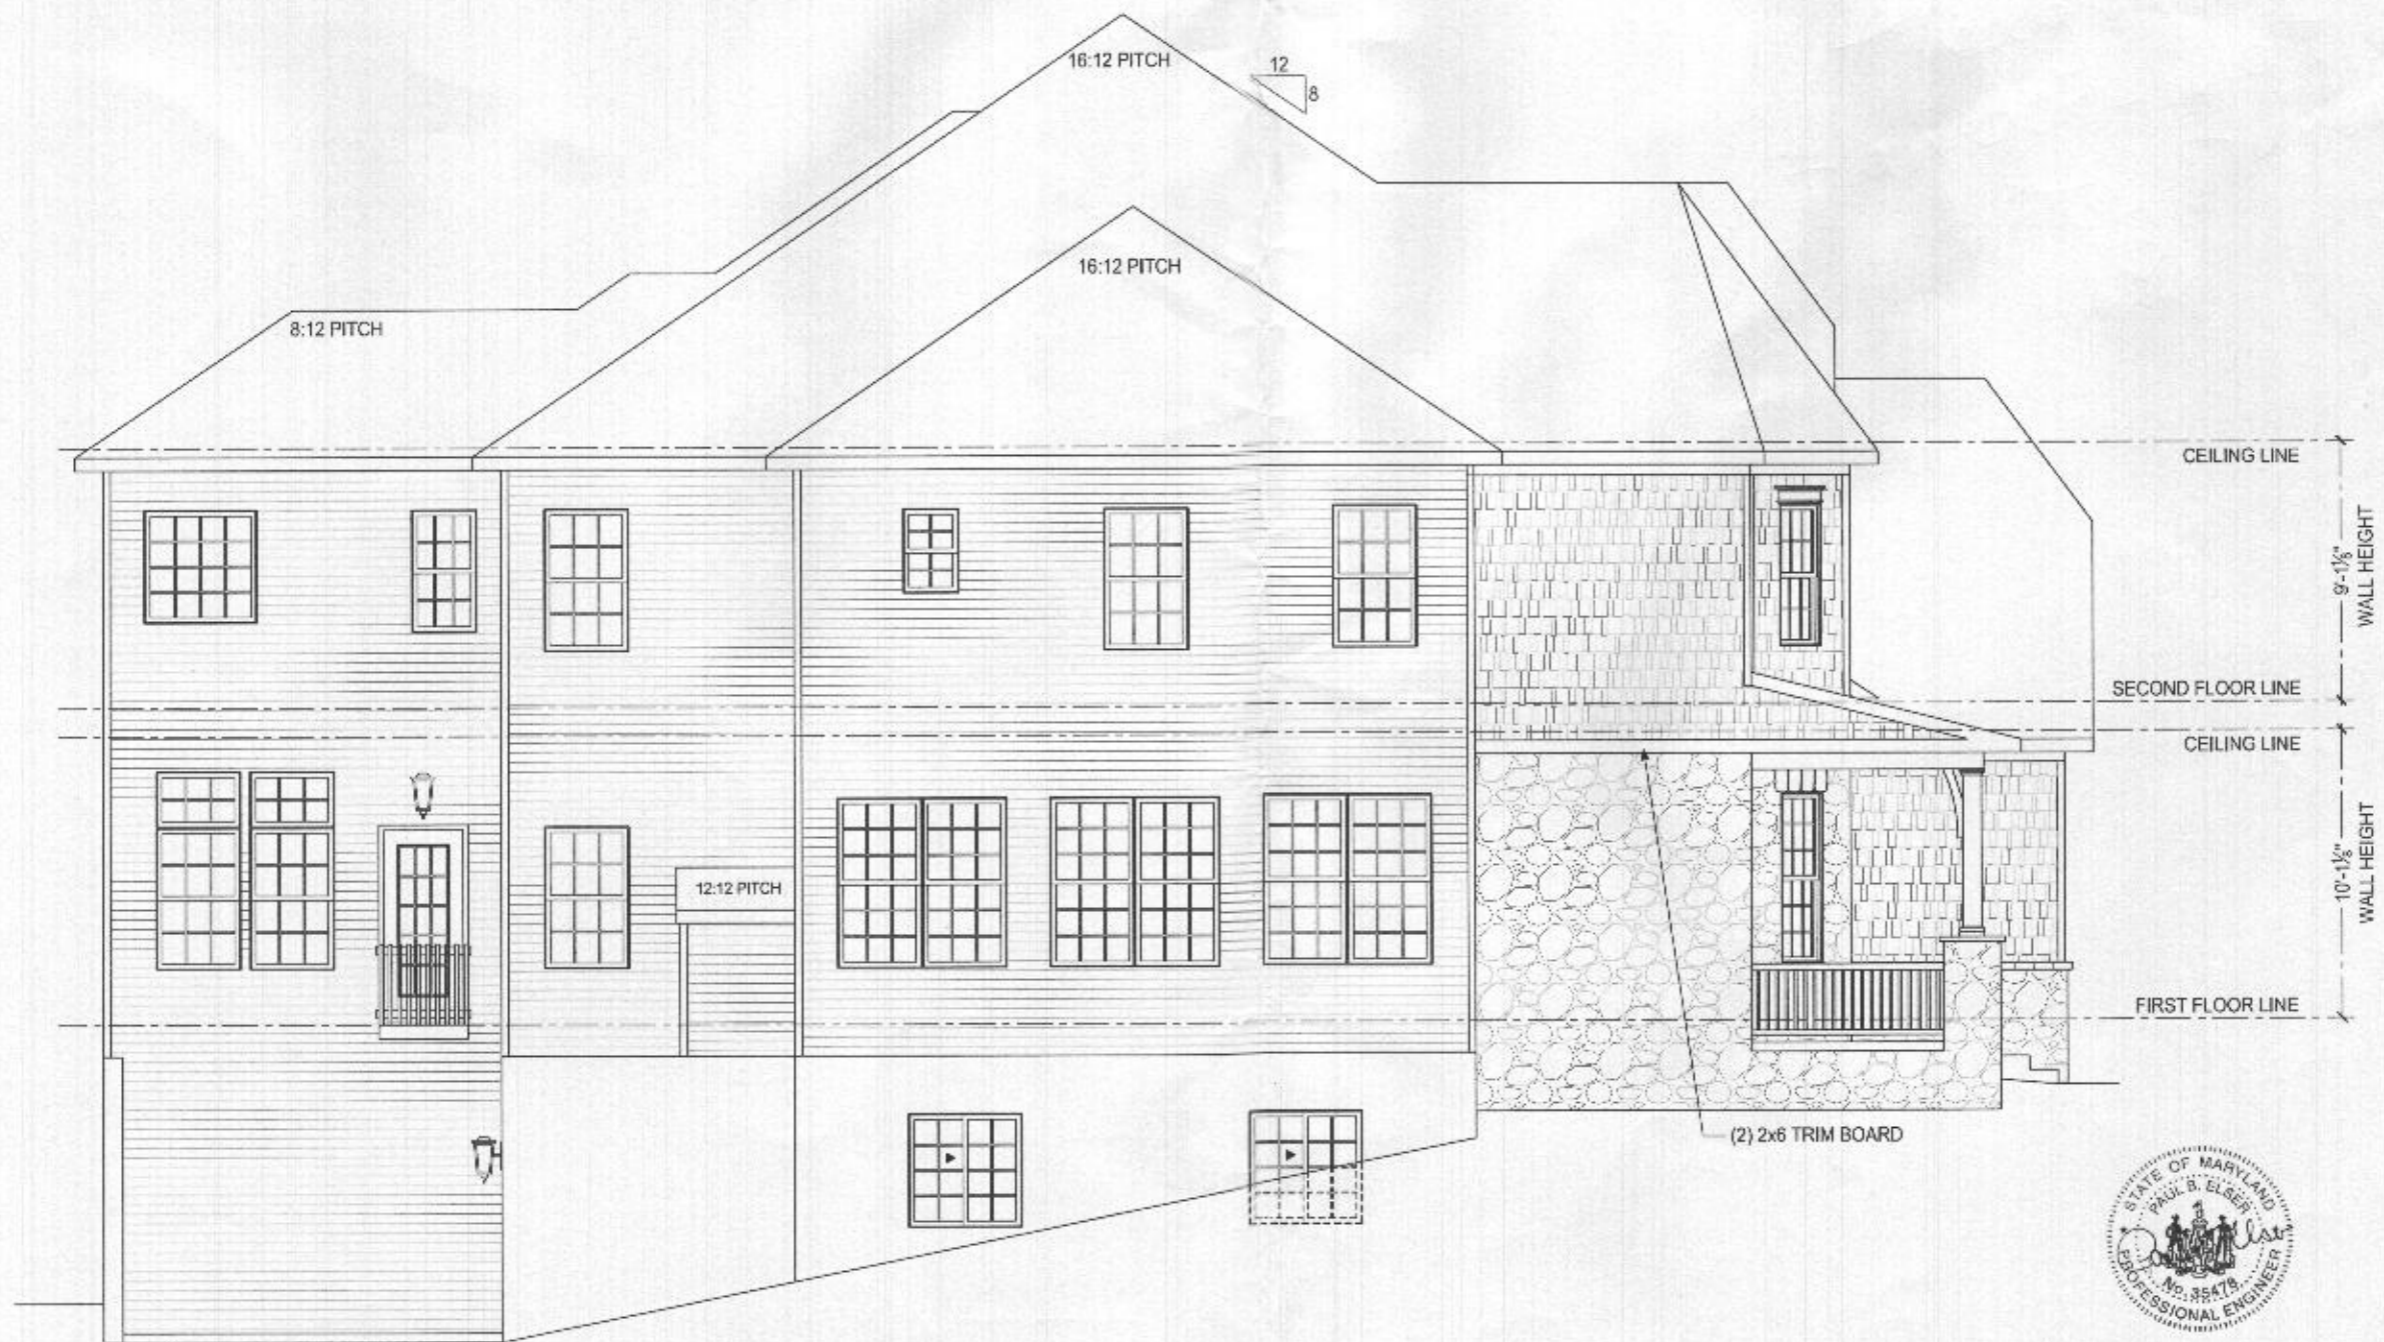 16:12 PITCH
12
8
16:12 PITCH
8:12 PITCH
CEILING LINE
9'-1⅛"
WALL HEIGHT
SECOND FLOOR LINE
CEILING LINE
12:12 PITCH
10'-⅛"
WALL HEIGHT
FIRST FLOOR LINE
(2) 2x6 TRIM BOARD
STATE OF MARYLAND
PAUL B. ELSER
No. 35478
PROFESSIONAL ENGINEER